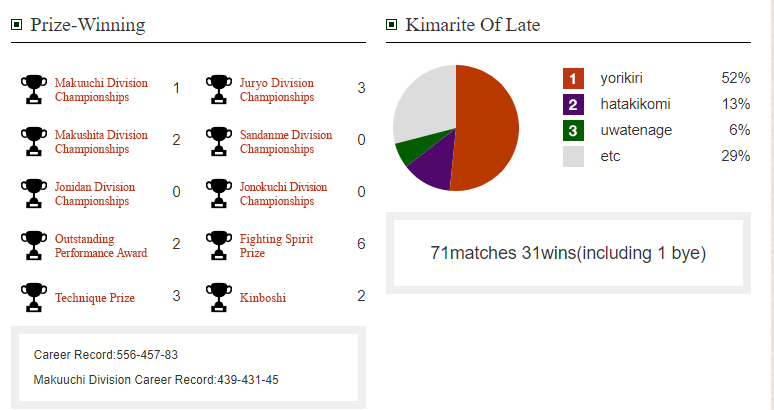 Prize-Winning
Makuuchi Division
Championships
1
Juryo Division
Championships
3
Makushita Division
Championships
2
Sandanme Division
Championships
0
Jonidan Division
Championships
0
Jonokuchi Division
Championships
0
Outstanding
Performance Award
2
Fighting Spirit
Prize
6
Technique Prize
3
Kinboshi
2
Career Record:556-457-83
Makuuchi Division Career Record:439-431-45
Kimarite Of Late
1 yorikiri 52%
2 hatakikomi 13%
3 uwatenage 6%
etc 29%
71matches 31wins(including 1 bye)